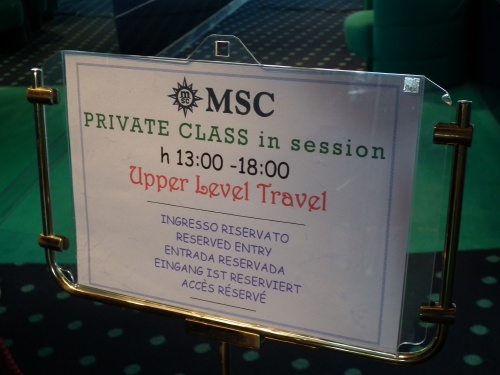 MSC
PRIVATE CLASS in session
h 13:00 -18:00
Upper Level Travel
INGRESSO RISERVATO
RESERVED ENTRY
ENTRADA RESERVADA
EINGANG IST RESERVIERT
ACCÈS RÉSERVÉ